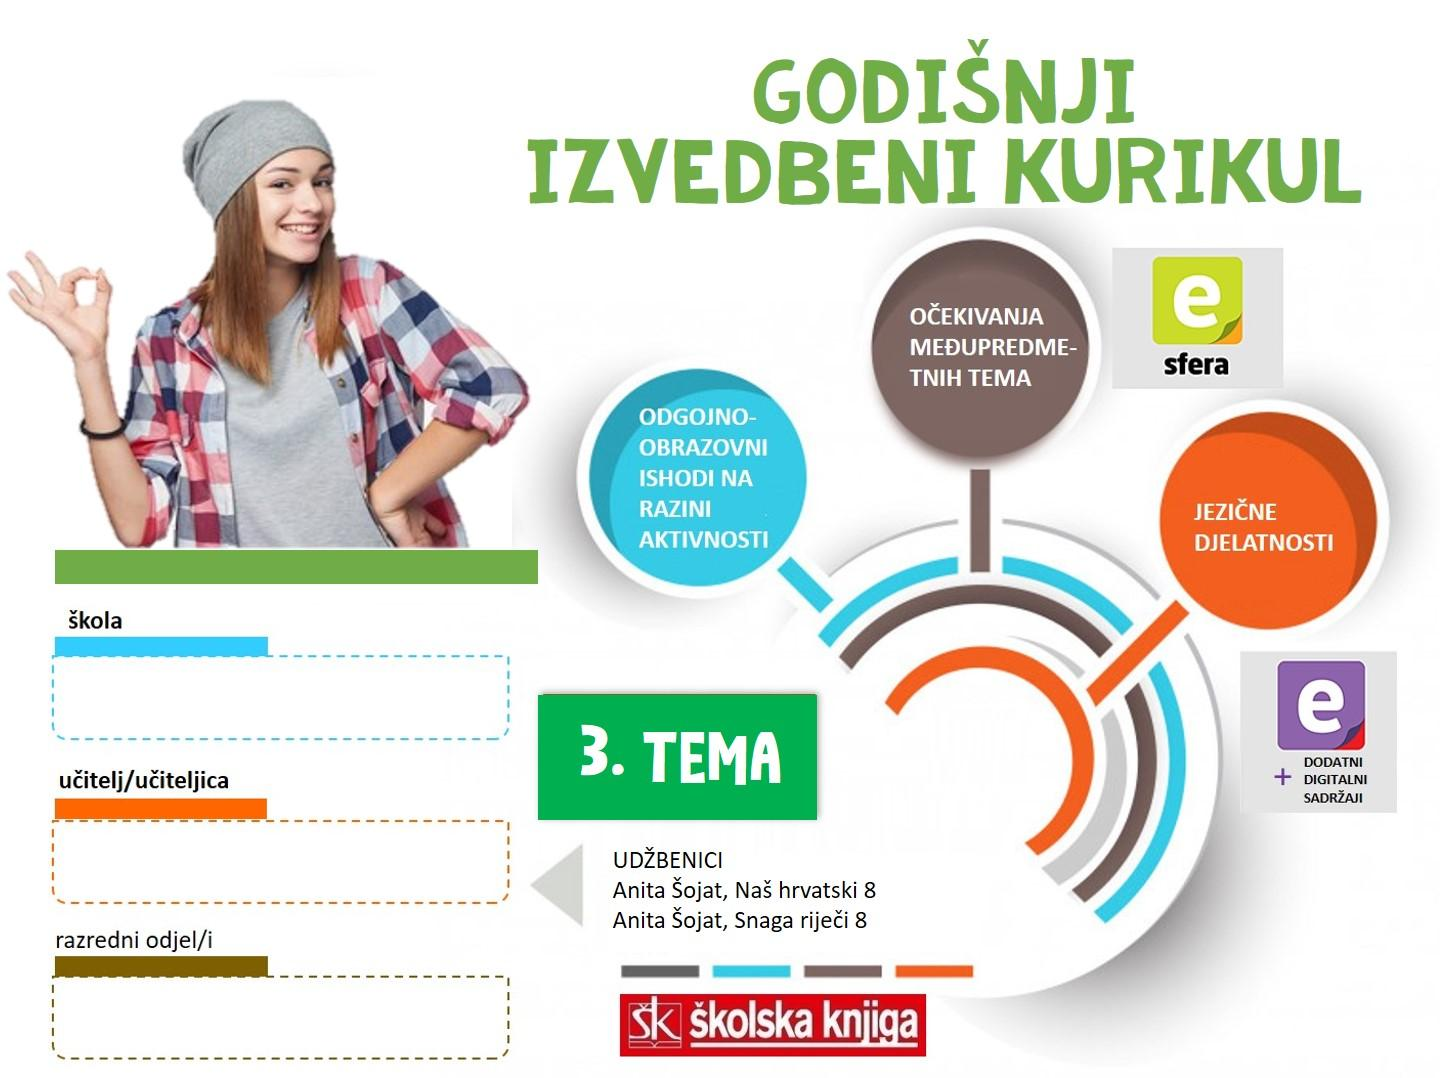 GODIŠNJI
IZVEDBENI KURIKUL
OČEKIVANJA
MEĐUPREDME-
TNIH TEMA
e
sfera
ODGOJNO-
OBRAZOVNI
ISHODI NA
RAZINI
AKTIVNOSTI
JEZIČNE
DJELATNOSTI
škola
e
+ DODATNI
DIGITALNI
SADRŽAJI
3. TEMA
učitelj/učiteljica
UDŽBENICI
Anita Šojat, Naš hrvatski 8
Anita Šojat, Snaga riječi 8
razredni odjel/i
šk školska knjiga